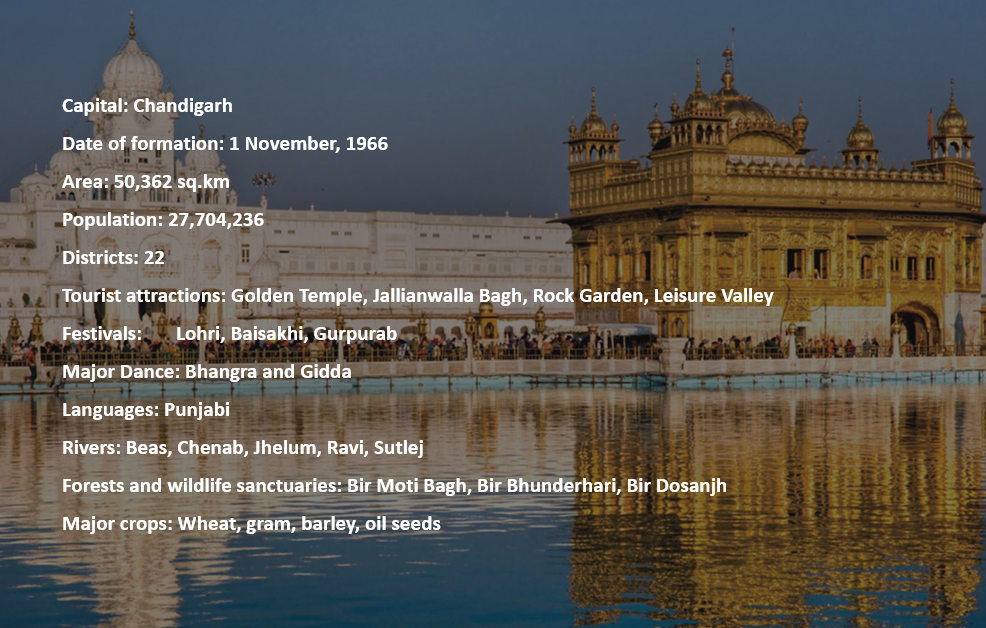 Capital: Chandigarh
Date of formation: 1 November, 1966
Area: 50,362 sq.km
Population: 27,704,236
Districts: 22
Tourist attractions: Golden Temple, Jallianwalla Bagh, Rock Garden, Leisure Valley
Festivals: Lohri, Baisakhi, Gurpurab
Major Dance: Bhangra and Gidda
Languages: Punjabi
Rivers: Beas, Chenab, Jhelum, Ravi, Sutlej
Forests and wildlife sanctuaries: Bir Moti Bagh, Bir Bhunderhari, Bir Dosanjh
Major crops: Wheat, gram, barley, oil seeds